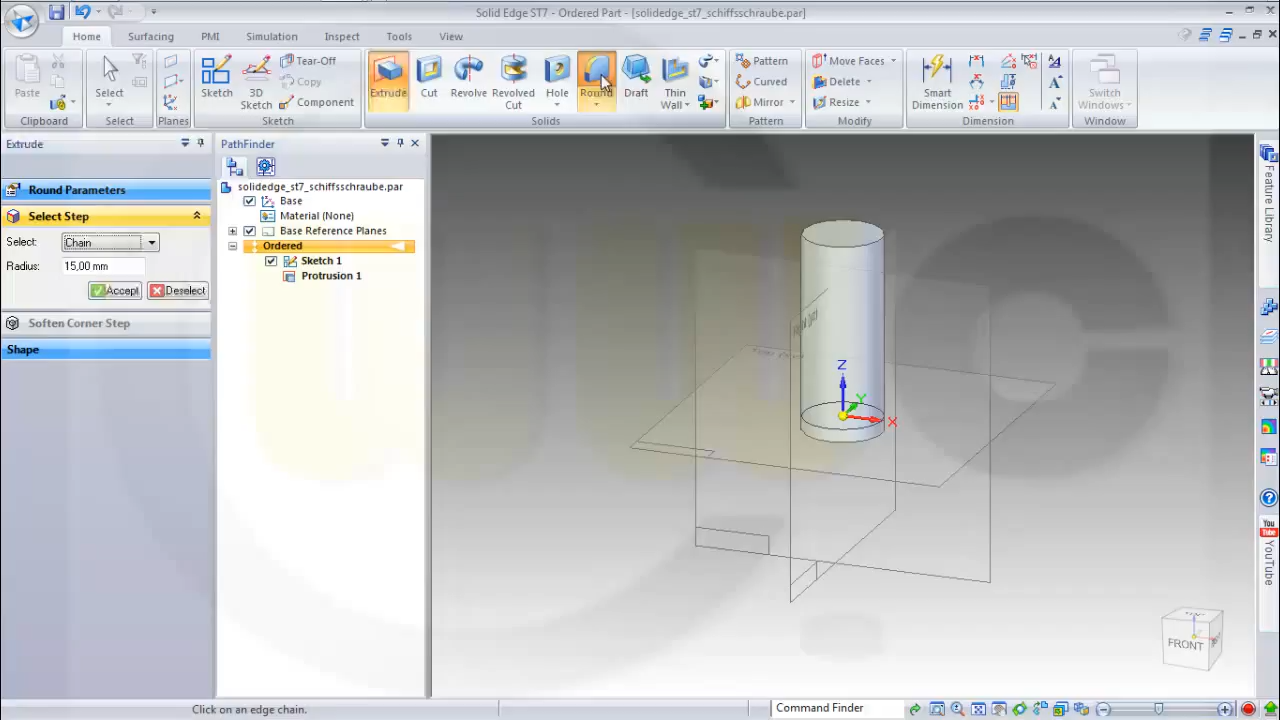 Solid Edge ST7 - Ordered Part - [solidedge_st7_schiffsschraube.par]
Home Surfacing PMI Simulation Inspect Tools View
Paste
Clipboard
Select
Select
Planes
Sketch
3D Sketch
Tear-Off
Copy
Component
Sketch
Extrude
Cut
Revolve
Revolved Cut
Hole
Round
Draft
Thin Wall
Solids
Pattern
Curved
Mirror
Pattern
Move Faces
Delete
Resize
Modify
Smart Dimension
Dimension
Switch Windows
Window
Extrude
Round Parameters
Select Step
Select: Chain
Radius: 15,00 mm
Accept Deselect
Soften Corner Step
Shape
PathFinder
solidedge_st7_schiffsschraube.par
Base
Material (None)
Base Reference Planes
Ordered
Sketch 1
Protrusion 1
Z
Y
X
FRONT
Feature Library
You
Tube
YouTube
Click on an edge chain.
Command Finder